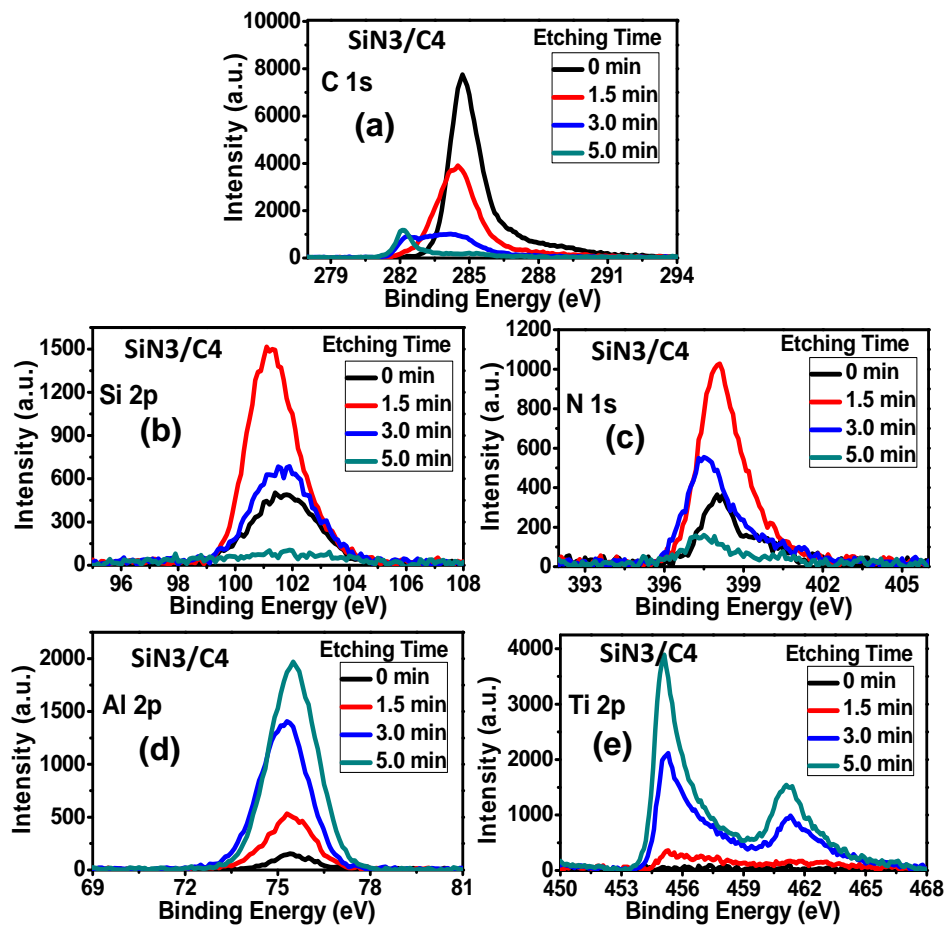 10000
8000
6000
4000
2000
0
Intensity (a.u.)
SiN3/C4
C 1s
(a)
Etching Time
0 min
1.5 min
3.0 min
5.0 min
279 282 285 288 291 294
Binding Energy (eV)
1500
1200
900
600
300
0
Intensity (a.u.)
SiN3/C4
Si 2p
(b)
Etching Time
0 min
1.5 min
3.0 min
5.0 min
96 98 100 102 104 106 108
Binding Energy (eV)
1200
1000
800
600
400
200
0
Intensity (a.u.)
SiN3/C4
N 1s
(c)
Etching Time
0 min
1.5 min
3.0 min
5.0 min
393 396 399 402 405
Binding Energy (eV)
2000
1500
1000
500
0
Intensity (a.u.)
SiN3/C4
Al 2p
(d)
Etching Time
0 min
1.5 min
3.0 min
5.0 min
69 72 75 78 81
Binding Energy (eV)
4000
3000
2000
1000
0
Intensity (a.u.)
SiN3/C4
Ti 2p
(e)
Etching Time
0 min
1.5 min
3.0 min
5.0 min
450 453 456 459 462 465 468
Binding Energy (eV)